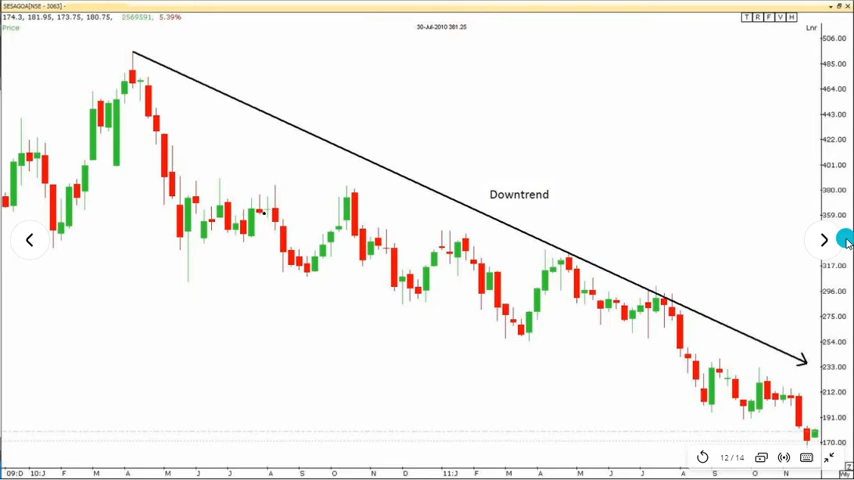 SESAGOA[NSE - 3063] -
174.3, 181.95, 173.75, 180.75, 2569591, 5.39%
T R F V H
Price
30-Jul-2010 361.25
Lnr
506.00
485.00
464.00
443.00
422.00
401.00
380.00
359.00
317.00
296.00
275.00
254.00
233.00
212.00
191.00
170.00
Downtrend
12 / 14
09:D 10:J F M A M J J A S O N D 11:J F M A M J J A S O N